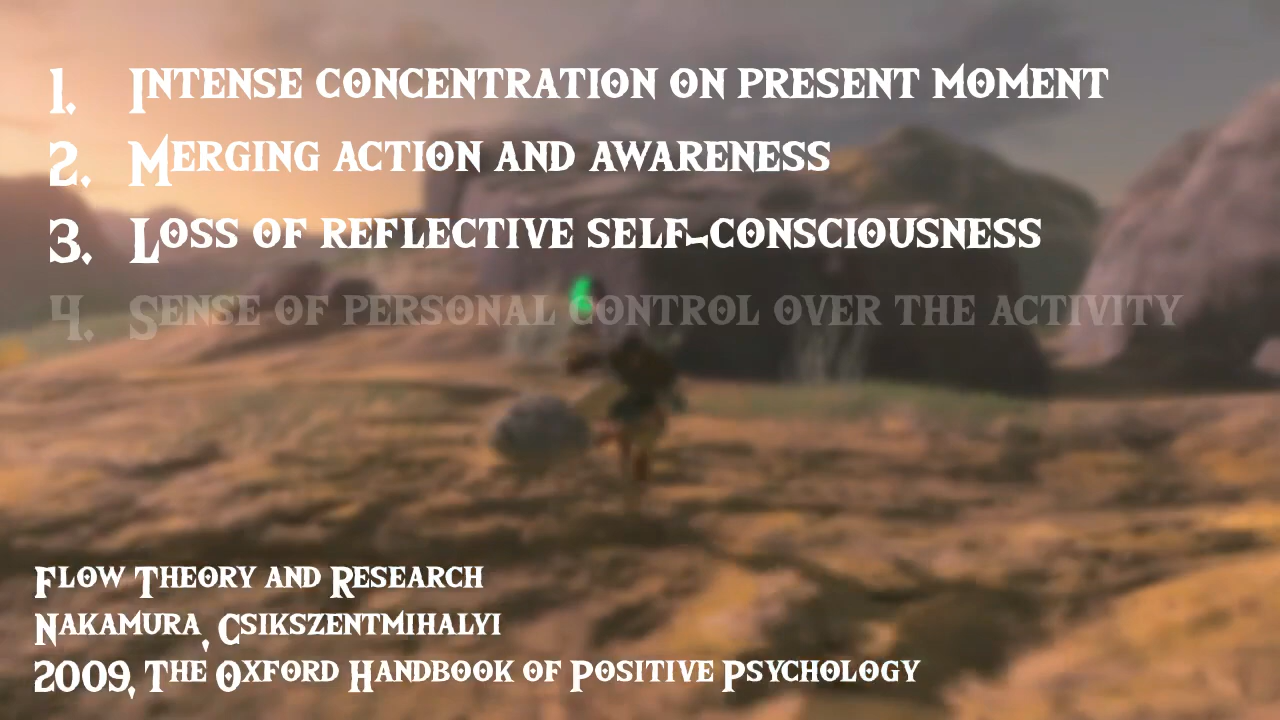 1. Intense concentration on present moment
2. Merging action and awareness
3. Loss of reflective self-consciousness
4. Sense of personal control over the activity
Flow Theory and Research
Nakamura, Csikszentmihalyi
2009, The Oxford Handbook of Positive Psychology